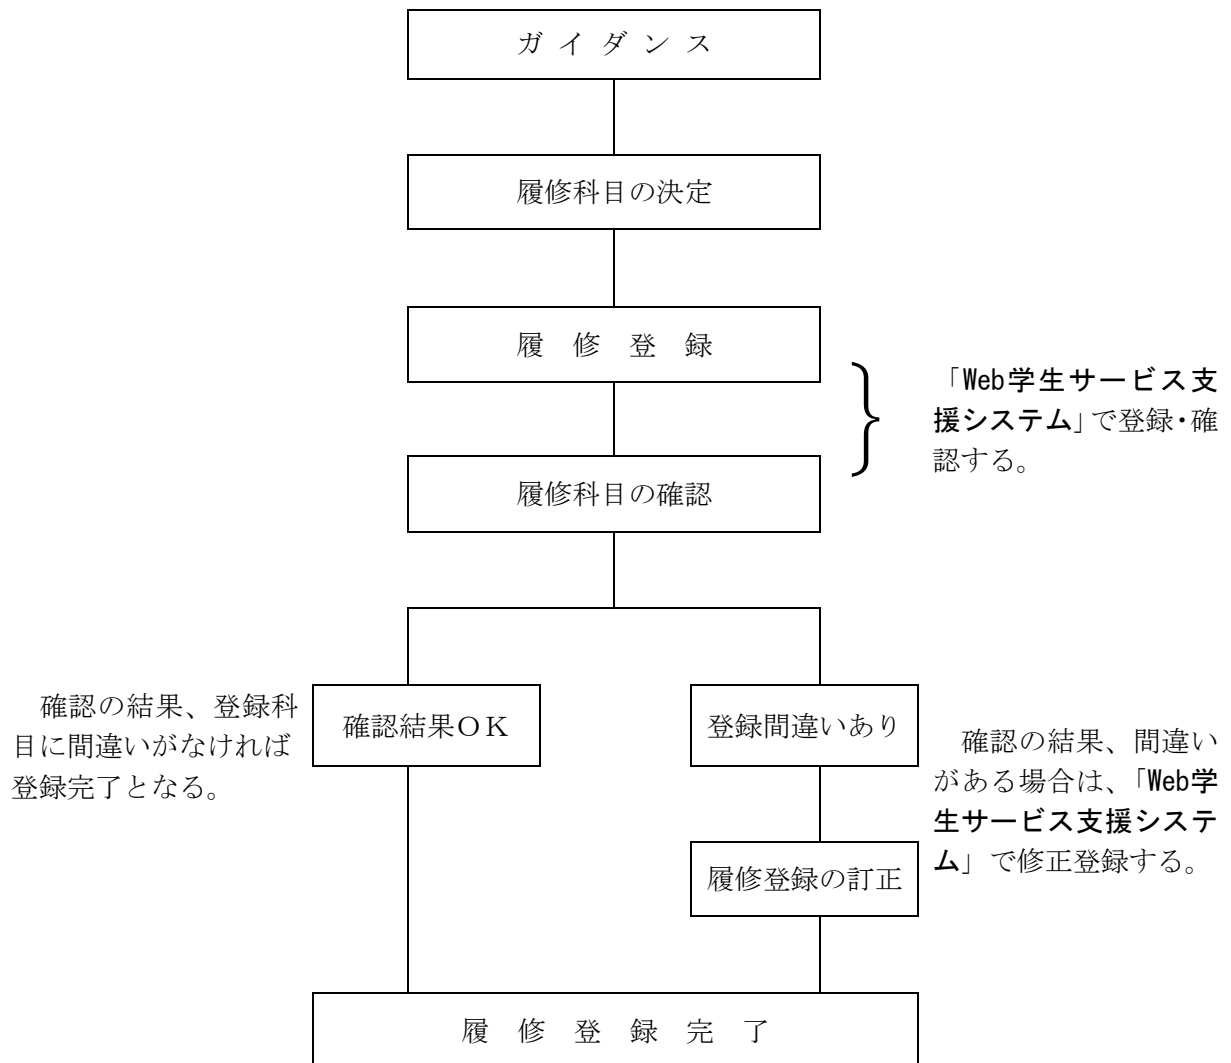 ガ イ ダ ン ス
履修科目の決定
履 修 登 録
「Web学生サービス支
援システム」で登録・確
認する。
履修科目の確認
確認の結果、登録科
目に間違いがなければ
登録完了となる。
確認結果ＯＫ
登録間違いあり
確認の結果、間違い
がある場合は、「Web学
生サービス支援システ
ム」で修正登録する。
履修登録の訂正
履 修 登 録 完 了